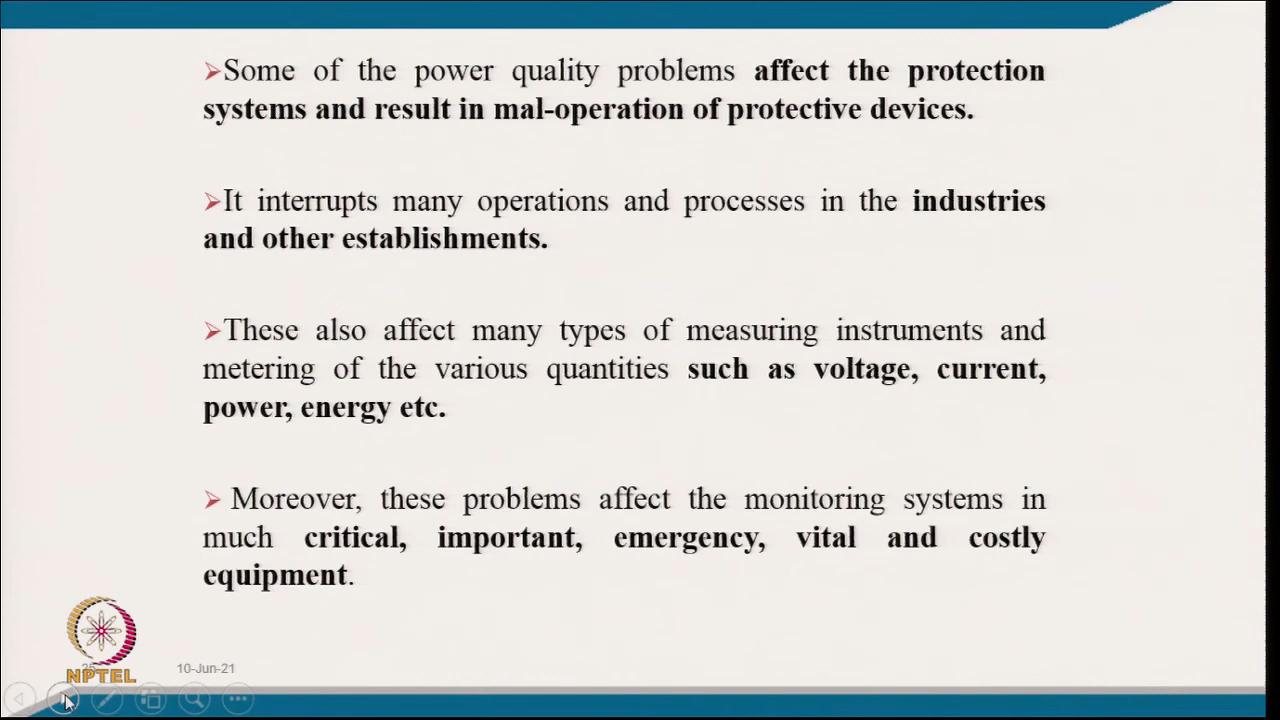 ➢Some of the power quality problems affect the protection
systems and result in mal-operation of protective devices.
➢It interrupts many operations and processes in the industries
and other establishments.
➢These also affect many types of measuring instruments and
metering of the various quantities such as voltage, current,
power, energy etc.
➢ Moreover, these problems affect the monitoring systems in
much critical, important, emergency, vital and costly
equipment.
10-Jun-21
NPTEL